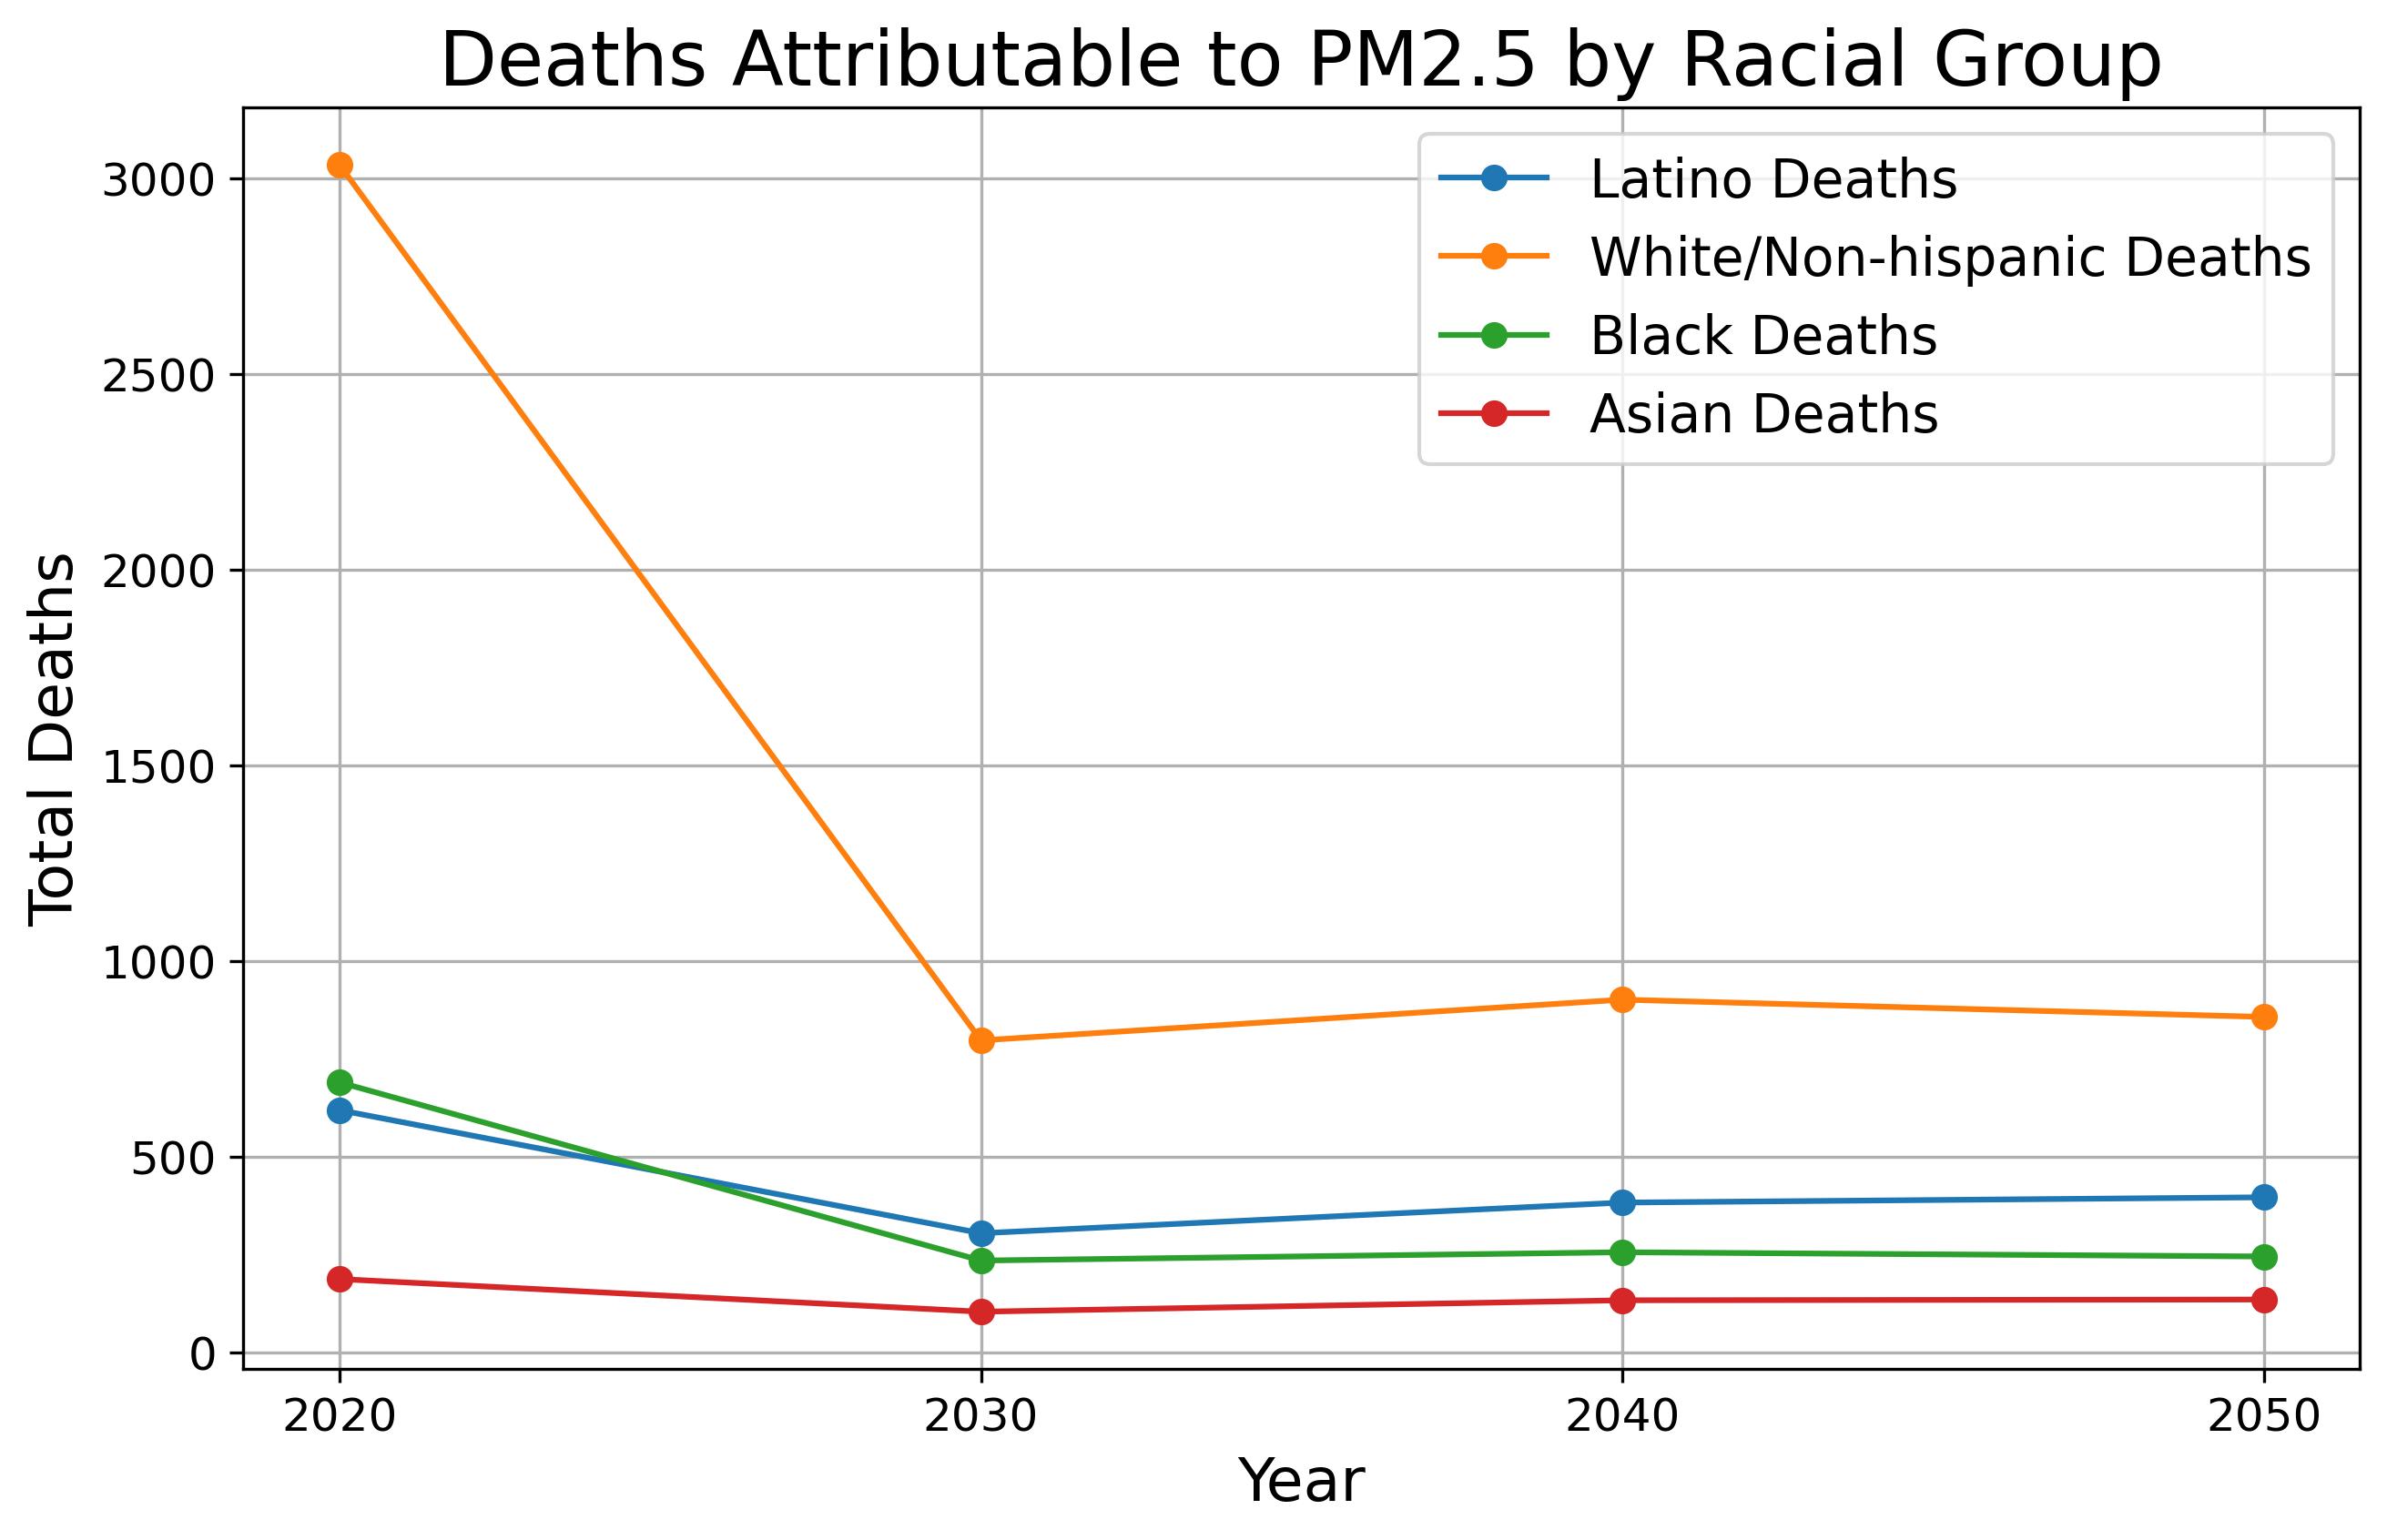 Deaths Attributable to PM2.5 by Racial Group
Latino Deaths
White/Non-hispanic Deaths
Black Deaths
Asian Deaths
Total Deaths
3000
2500
2000
1500
1000
500
0
2020
2030
2040
2050
Year